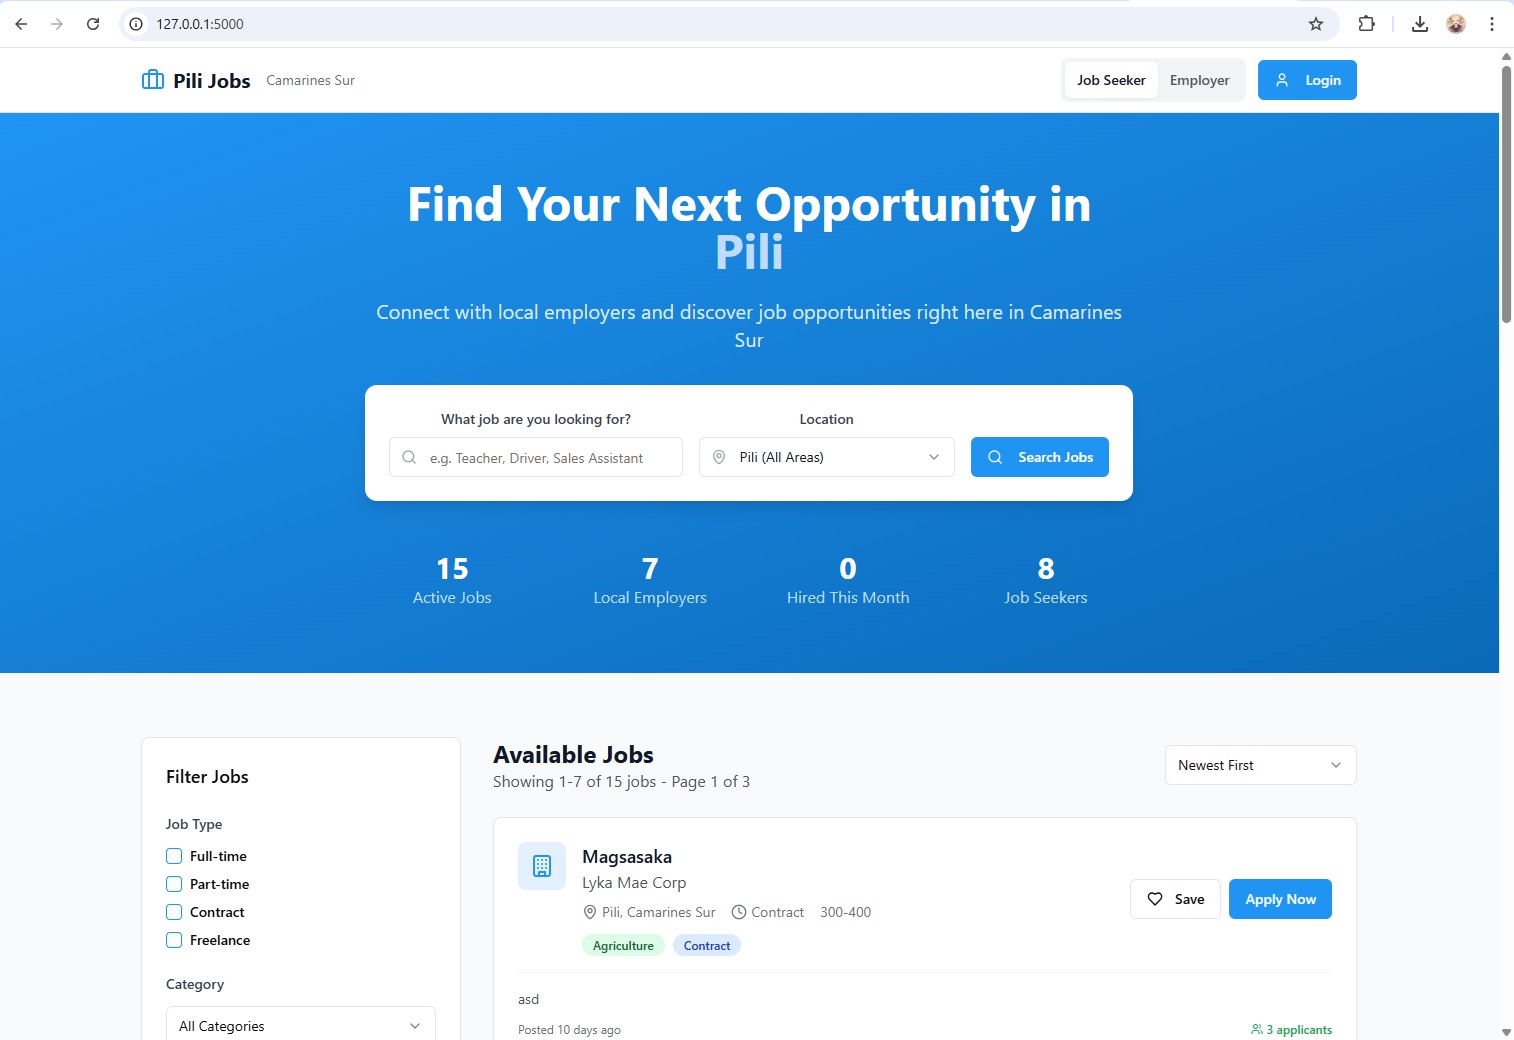 127.0.0.1:5000
Pili Jobs Camarines Sur Job Seeker Employer Login
Find Your Next Opportunity in
Pili
Connect with local employers and discover job opportunities right here in Camarines
Sur
What job are you looking for? Location
e.g. Teacher, Driver, Sales Assistant Pili (All Areas) Search Jobs
15 7 0 8
Active Jobs Local Employers Hired This Month Job Seekers
Filter Jobs
Job Type
Full-time
Part-time
Contract
Freelance
Category
All Categories
Available Jobs
Showing 1-7 of 15 jobs - Page 1 of 3
Newest First
Magsasaka
Lyka Mae Corp
Pili, Camarines Sur Contract 300-400
Agriculture Contract
Save Apply Now
asd
Posted 10 days ago 3 applicants